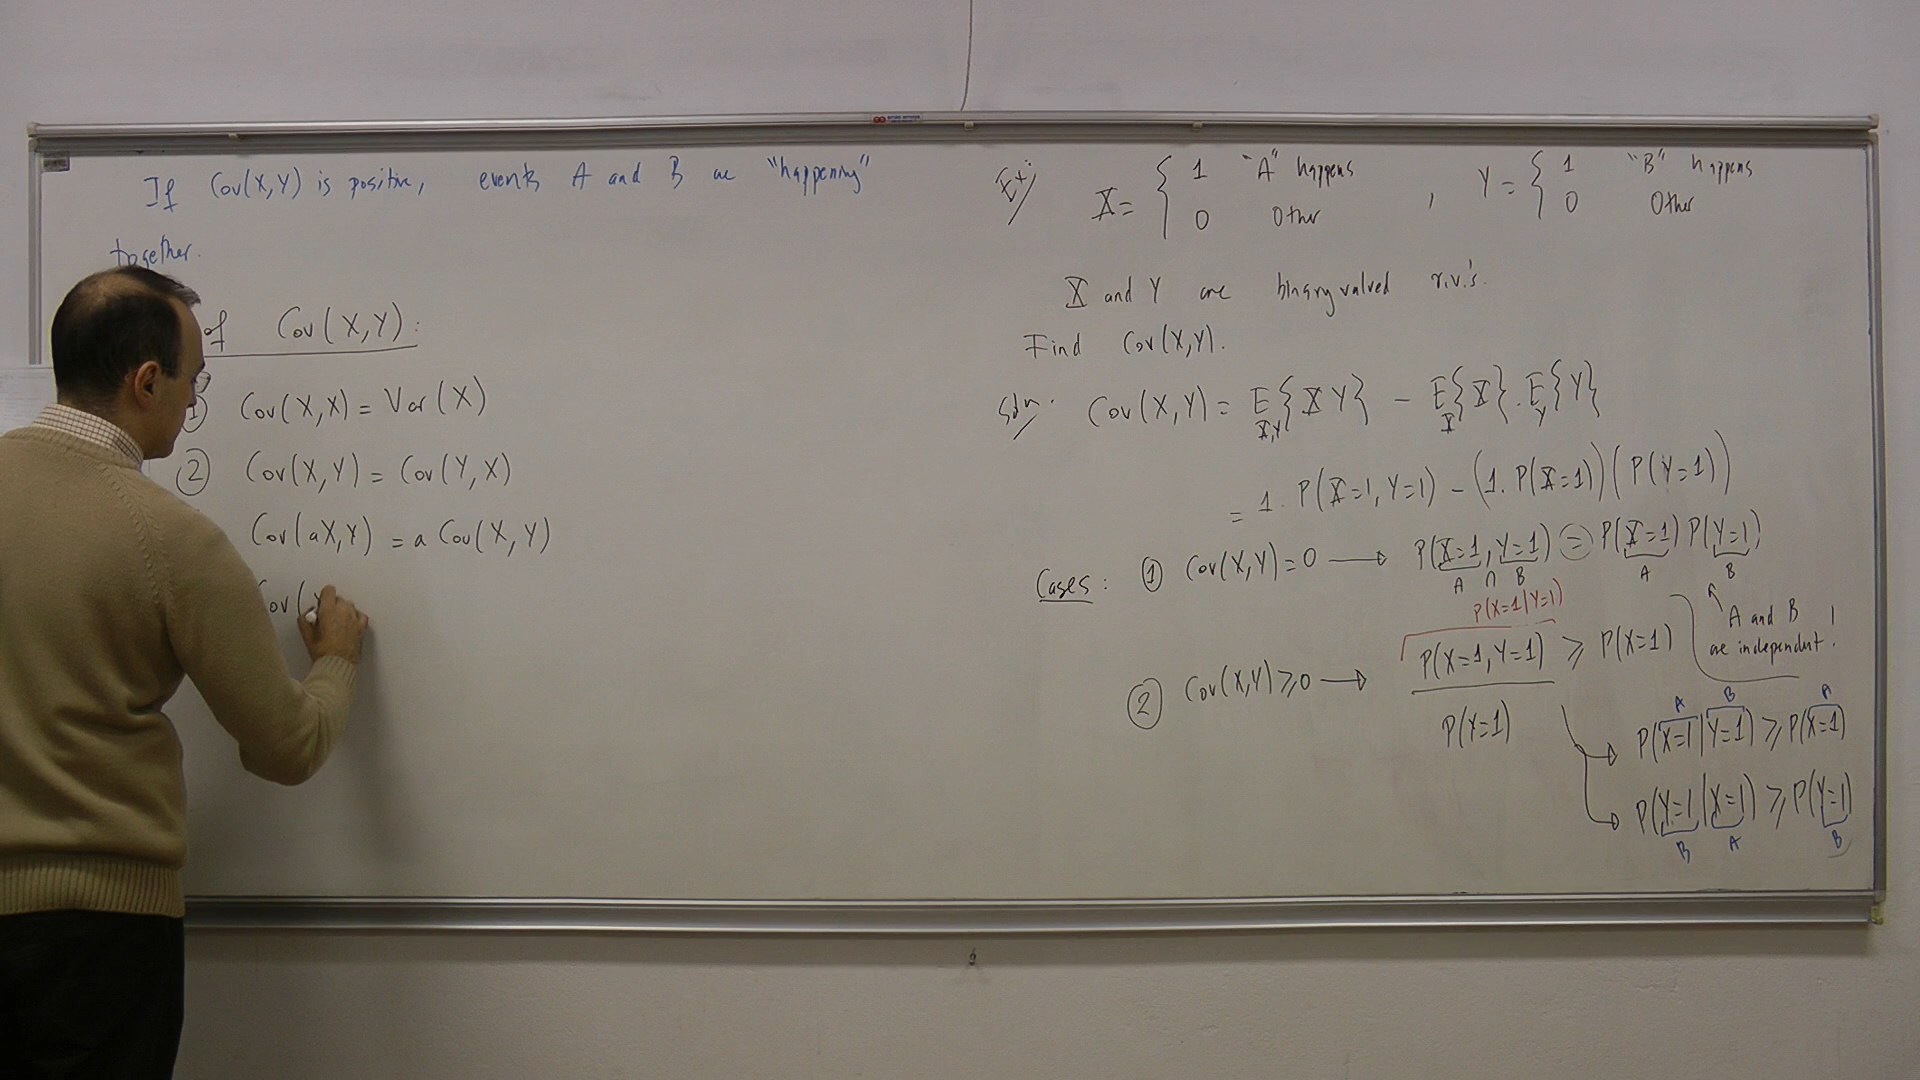 If Cov(X,Y) is positive, events A and B are "happening"
together.
of Cov(X,Y):
1) Cov(X,X) = Var(X)
② Cov(X,Y) = Cov(Y,X)
Cov(aX,Y) = a Cov(X,Y)
Cov(
Ex:
X = { 1 "A" happens , Y = { 1 "B" happens
0 Other 0 Other
X and Y are binary valued r.v.'s.
Find Cov(X,Y).
Soln. Cov(X,Y) = E{XY} - E{X}.E{Y}
X,Y X Y
= 1. P(X=1, Y=1) - (1. P(X=1))(P(Y=1))
Cases: ① Cov(X,Y)=0 → P(X=1, Y=1) = P(X=1) P(Y=1)
A ∩ B A B
A and B
are independent!
P(X=1|Y=1)
② Cov(X,Y) ⩾ 0 → P(X=1, Y=1) ⩾ P(X=1)
P(Y=1)
A B A
P(X=1|Y=1) ⩾ P(X=1)
P(Y=1|X=1) ⩾ P(Y=1)
B A B